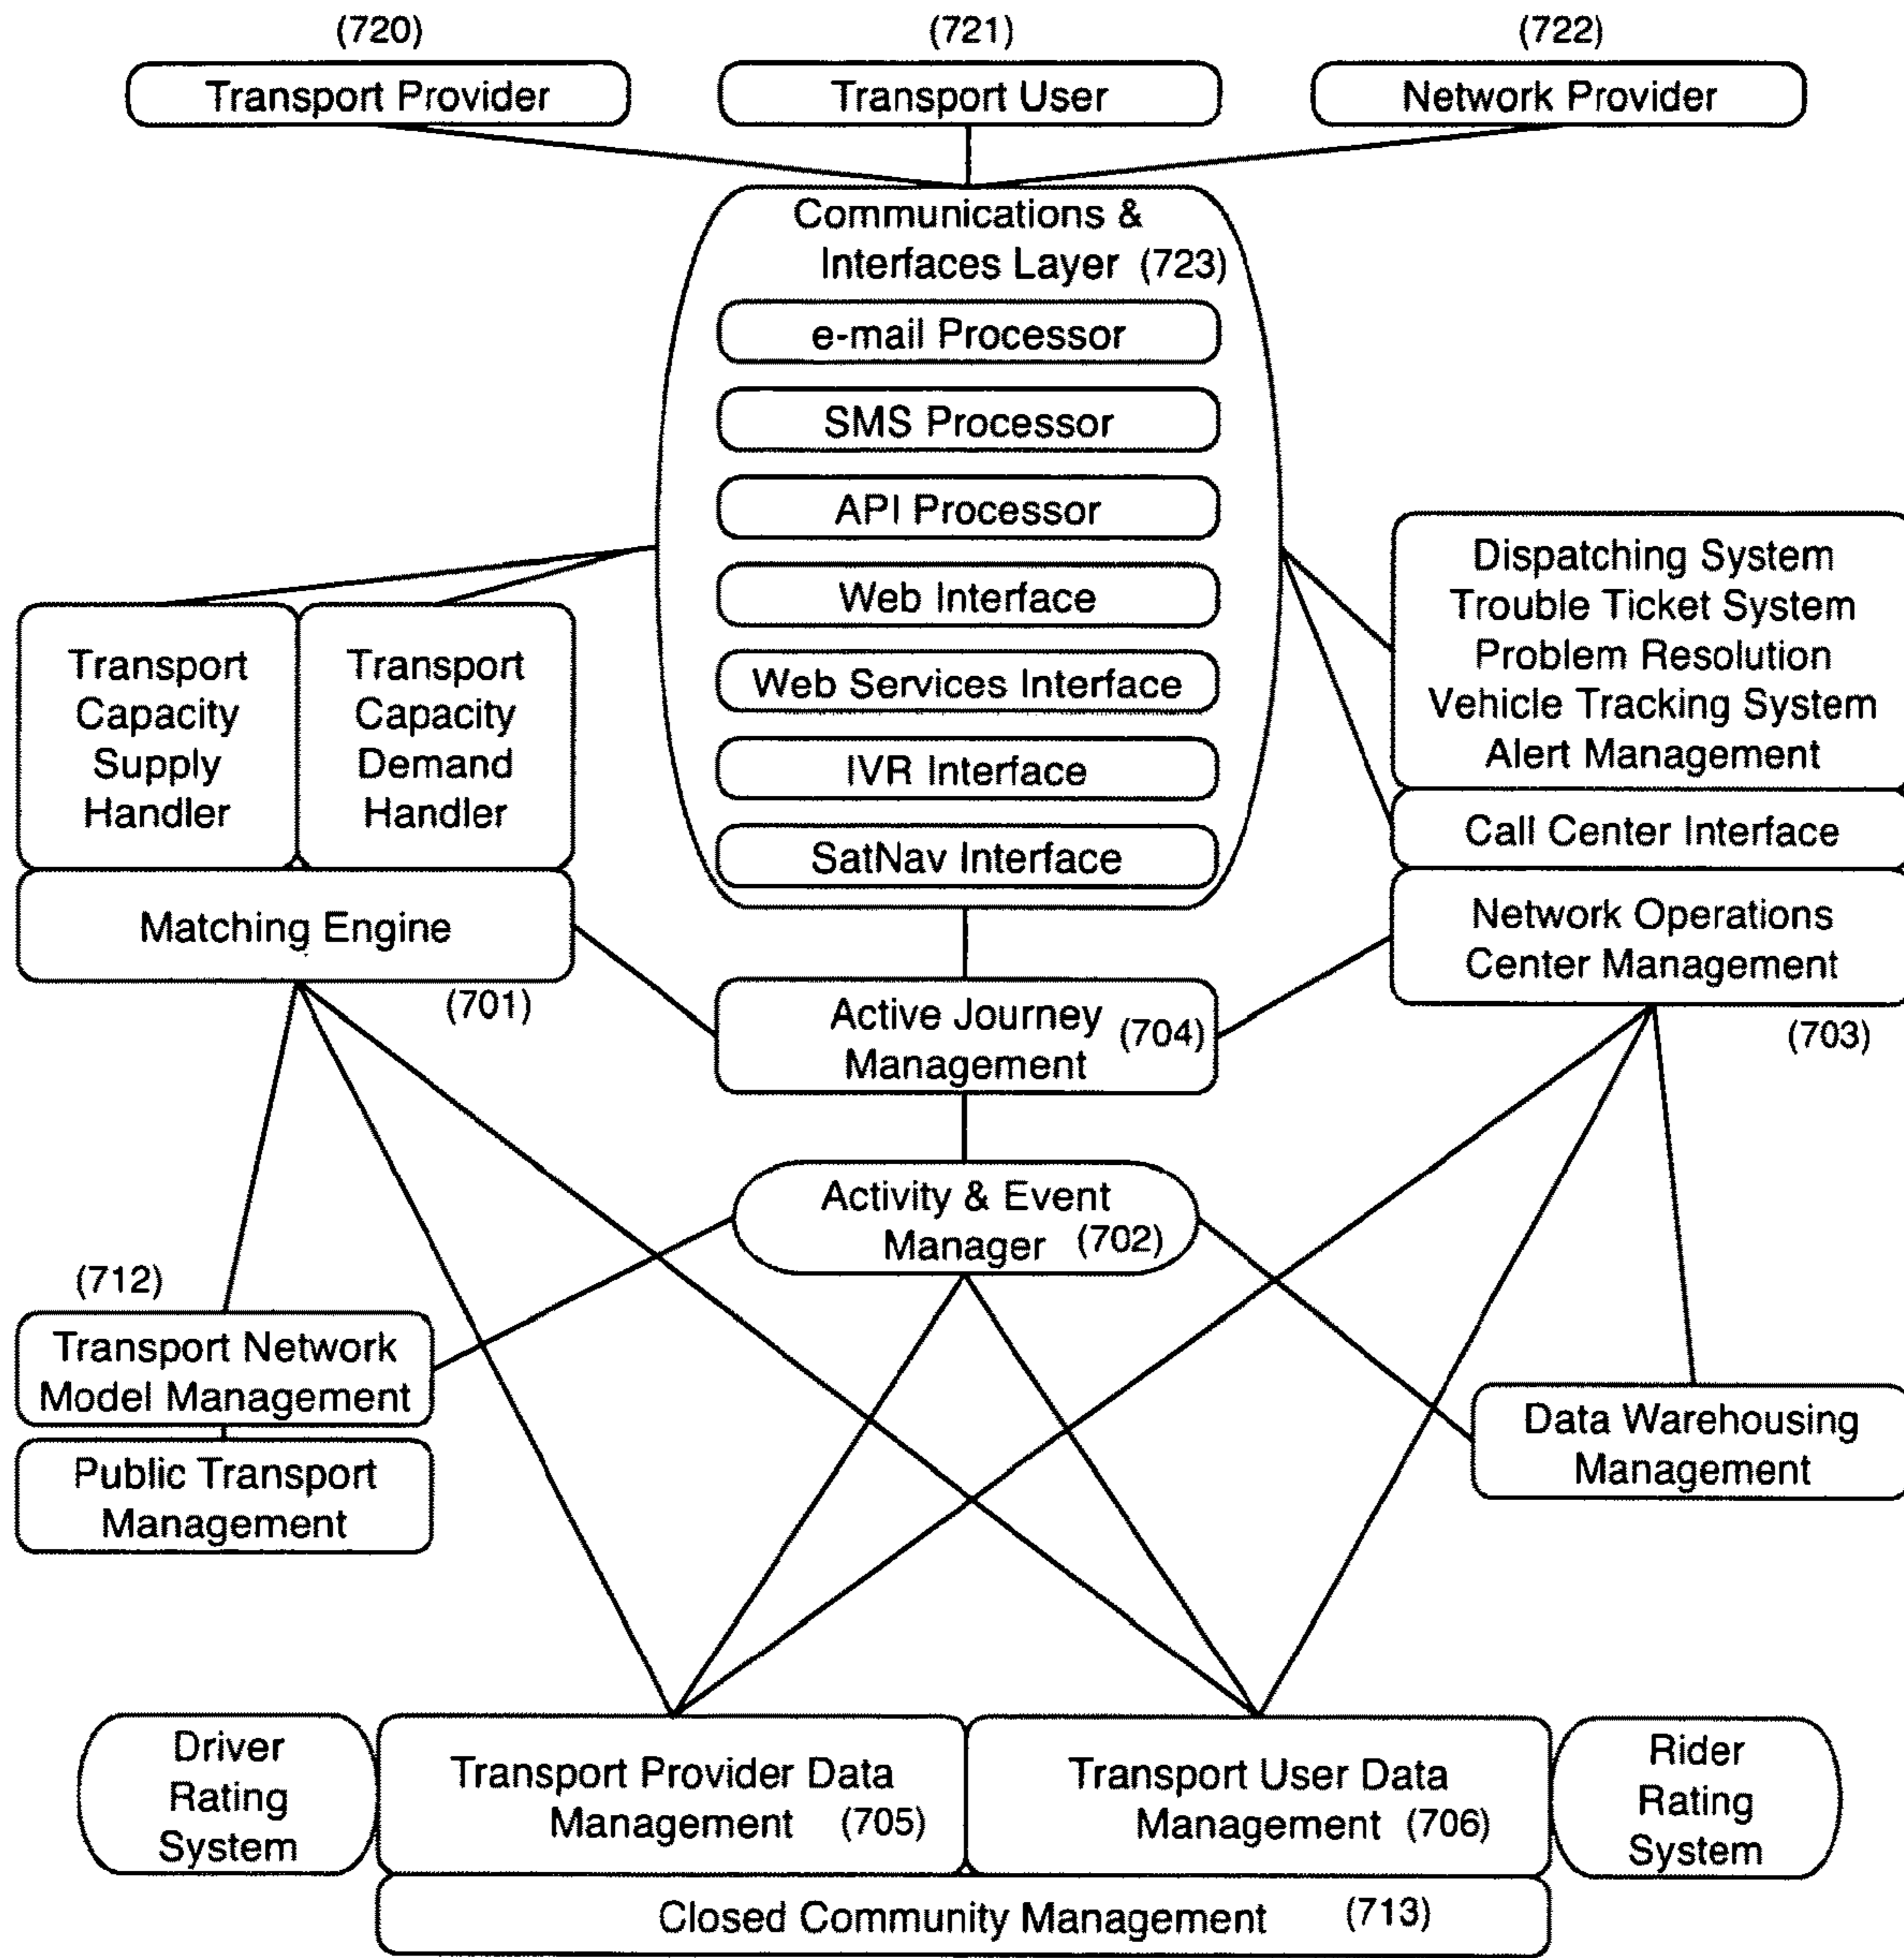 (720)
(721)
(722)
Transport Provider
Transport User
Network Provider
Communications &
Interfaces Layer (723)
e-mail Processor
SMS Processor
API Processor
Web Interface
Web Services Interface
IVR Interface
SatNav Interface
Transport
Capacity
Supply
Handler
Transport
Capacity
Demand
Handler
Matching Engine
(701)
Dispatching System
Trouble Ticket System
Problem Resolution
Vehicle Tracking System
Alert Management
Call Center Interface
Network Operations
Center Management
(703)
Active Journey
Management (704)
Activity & Event
Manager (702)
(712)
Transport Network
Model Management
Public Transport
Management
Data Warehousing
Management
Driver
Rating
System
Transport Provider Data
Management (705)
Transport User Data
Management (706)
Rider
Rating
System
Closed Community Management (713)